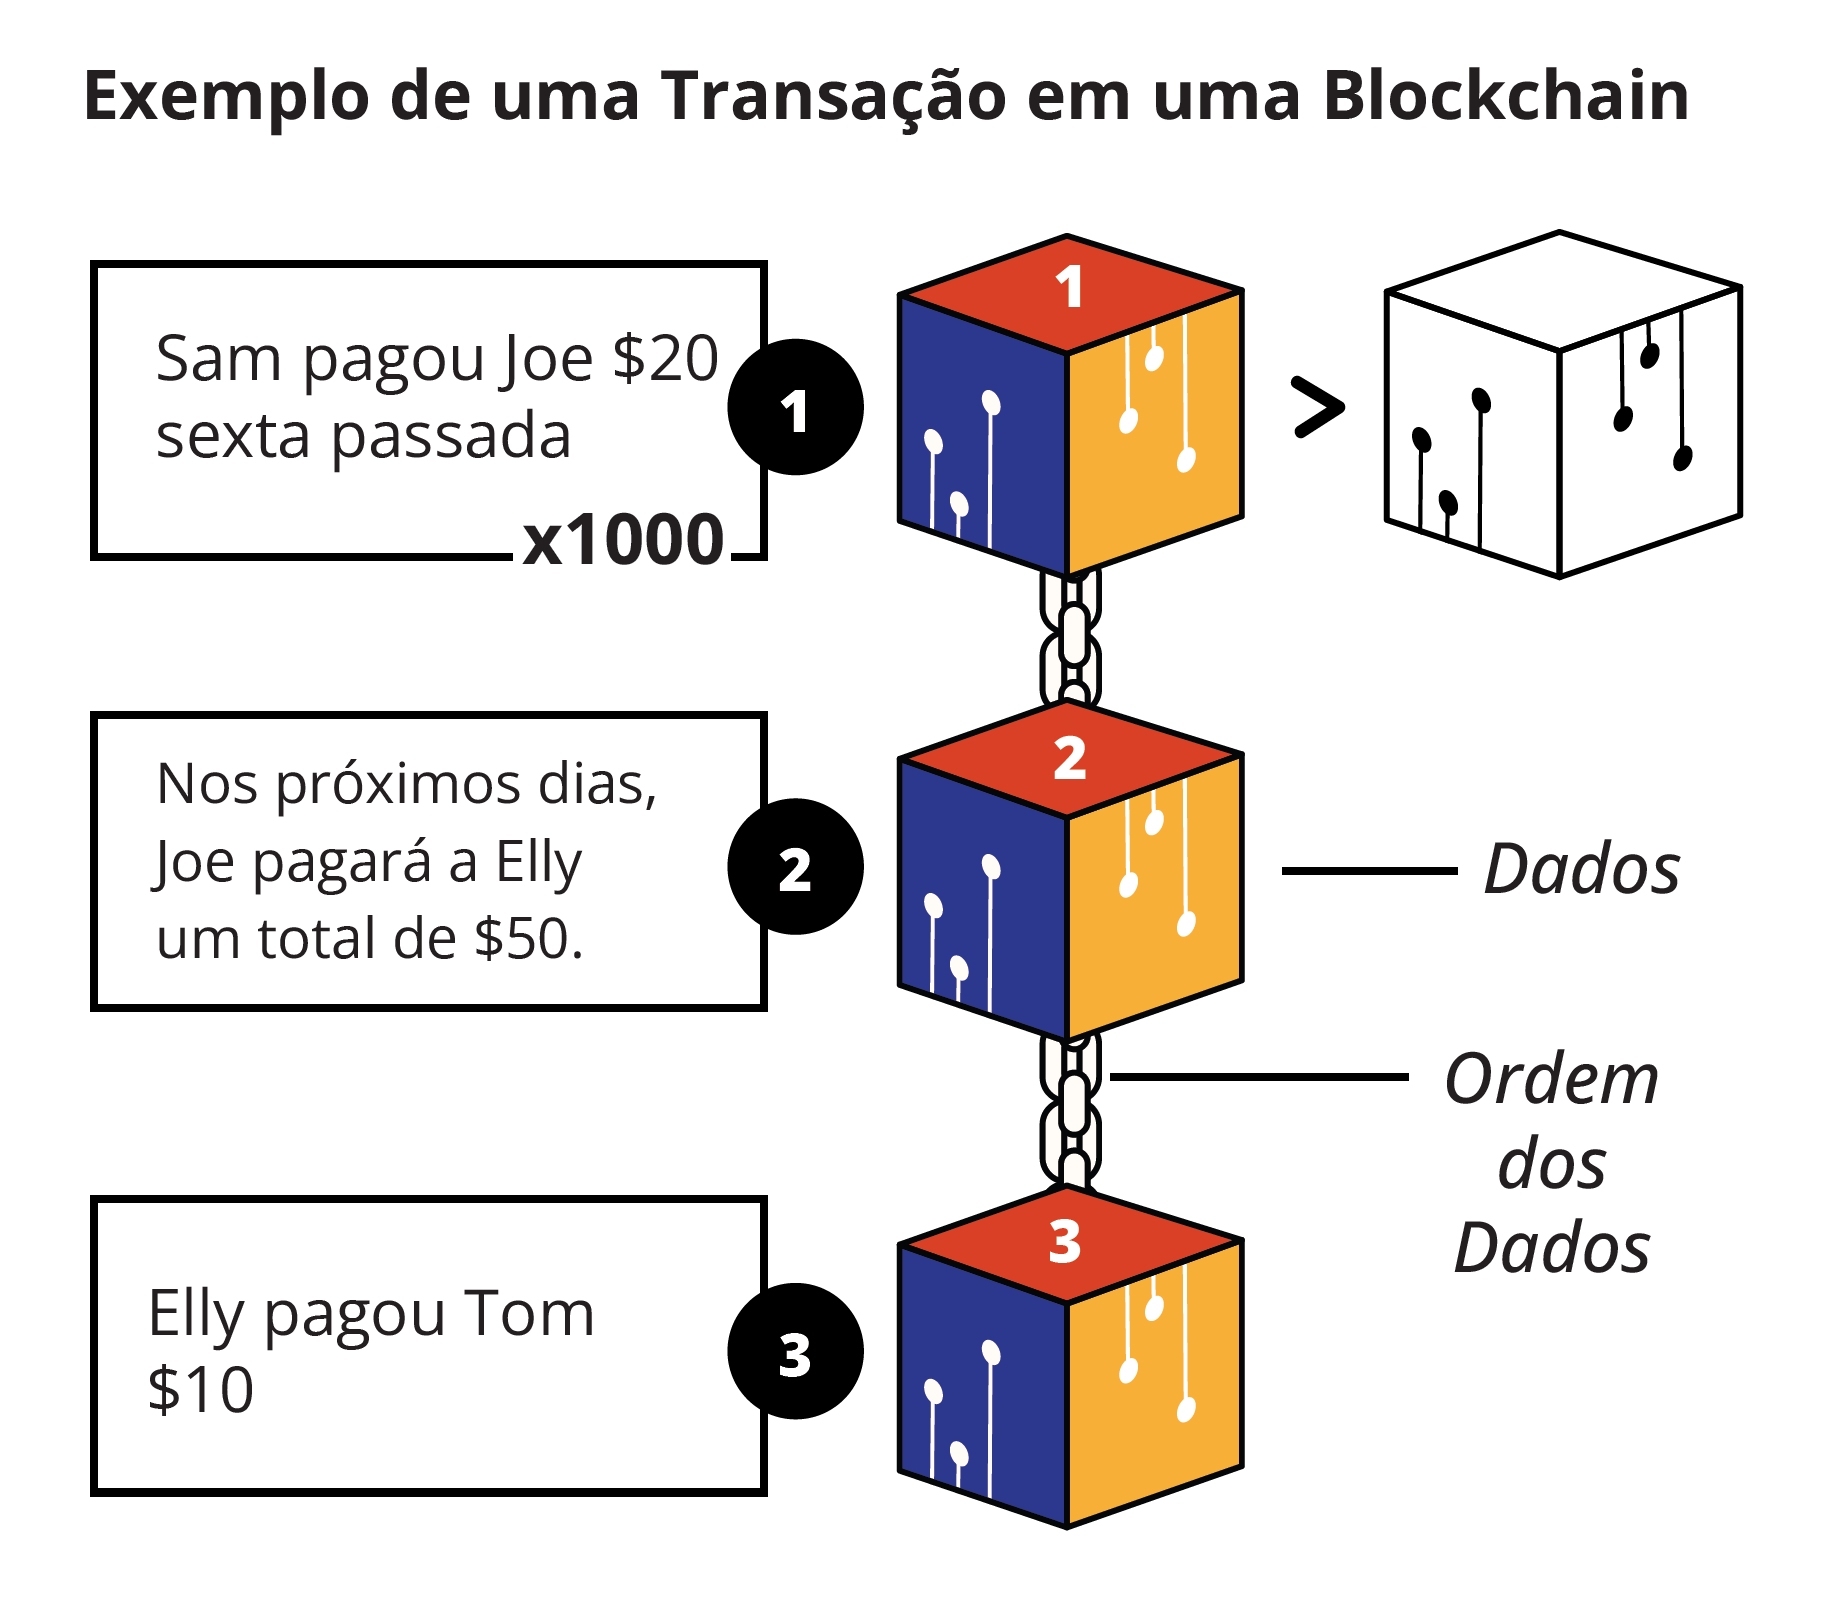 Exemplo de uma Transação em uma Blockchain
Sam pagou Joe $20
sexta passada
x1000
1
1
>
Nos próximos dias,
Joe pagará a Elly
um total de $50.
2
2
Dados
Ordem
dos
Dados
Elly pagou Tom
$10
3
3